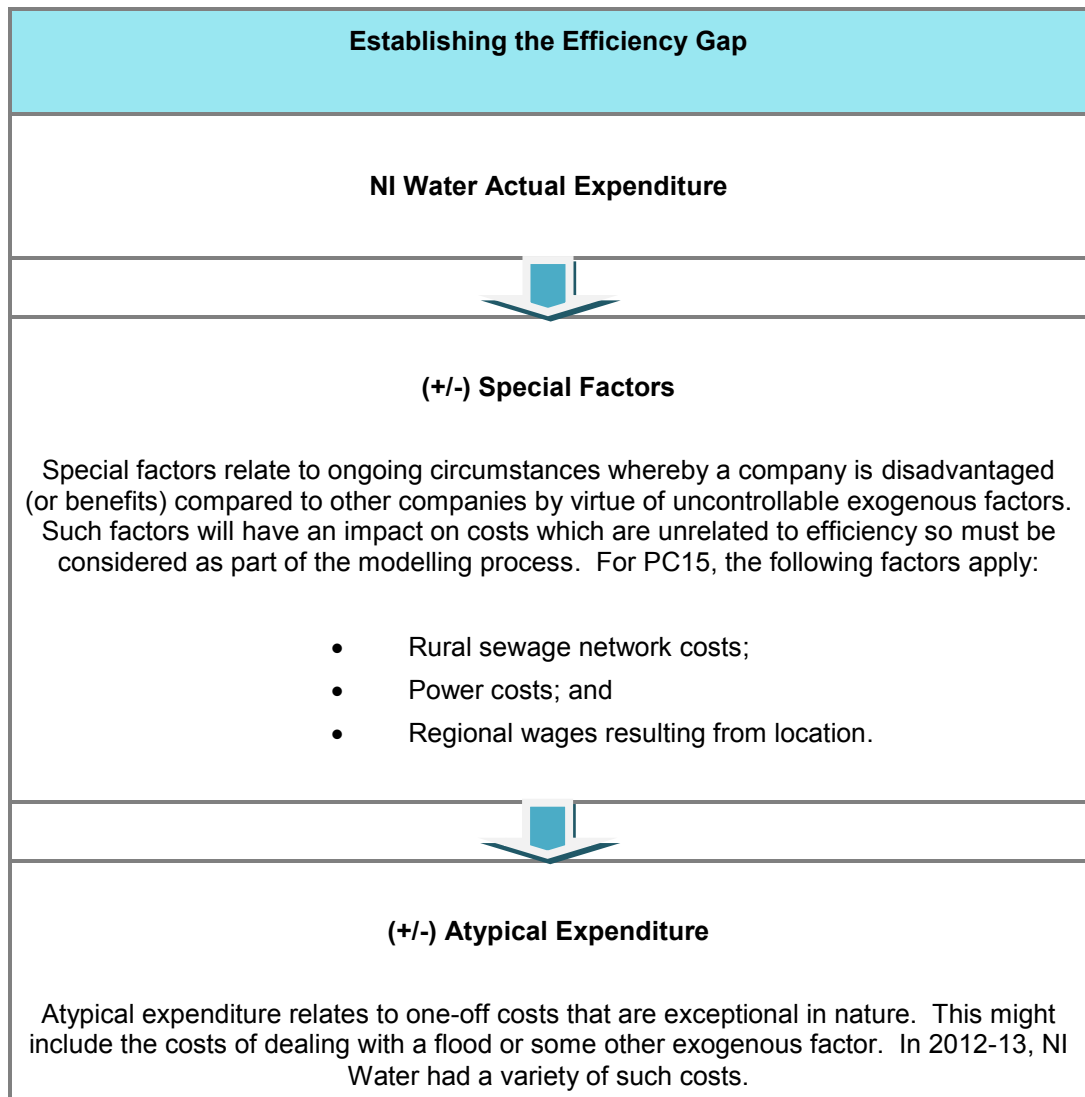 Establishing the Efficiency Gap
NI Water Actual Expenditure
(+/-) Special Factors
Special factors relate to ongoing circumstances whereby a company is disadvantaged
(or benefits) compared to other companies by virtue of uncontrollable exogenous factors.
Such factors will have an impact on costs which are unrelated to efficiency so must be
considered as part of the modelling process.  For PC15, the following factors apply:
• Rural sewage network costs;
• Power costs; and
• Regional wages resulting from location.
(+/-) Atypical Expenditure
Atypical expenditure relates to one-off costs that are exceptional in nature.  This might
include the costs of dealing with a flood or some other exogenous factor.  In 2012-13, NI
Water had a variety of such costs.